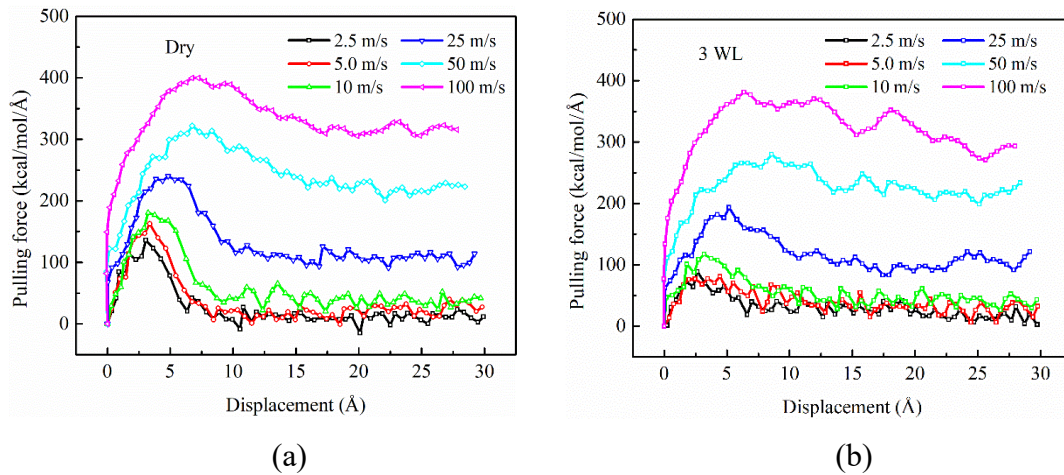 500
400
300
200
100
0
Pulling force (kcal/mol/Å)
Dry
2.5 m/s
25 m/s
5.0 m/s
50 m/s
10 m/s
100 m/s
0 5 10 15 20 25 30
Displacement (Å)
(a)
500
400
300
200
100
0
Pulling force (kcal/mol/Å)
3 WL
2.5 m/s
25 m/s
5.0 m/s
50 m/s
10 m/s
100 m/s
0 5 10 15 20 25 30
Displacement (Å)
(b)